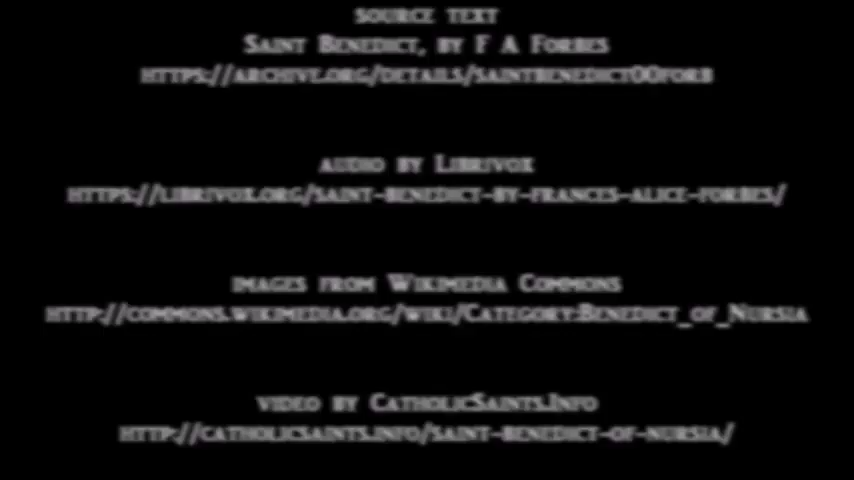 source text
Saint Benedict, by F A Forbes
https://archive.org/details/saintbenedict00forb
audio by Librivox
https://librivox.org/saint-benedict-by-frances-alice-forbes/
images from Wikimedia Commons
http://commons.wikimedia.org/wiki/Category:Benedict_of_Nursia
video by CatholicSaints.Info
http://catholicsaints.info/saint-benedict-of-nursia/